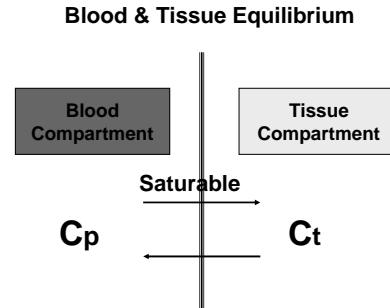 Blood & Tissue Equilibrium
Blood
Compartment
Tissue
Compartment
Saturable
Cp
Ct